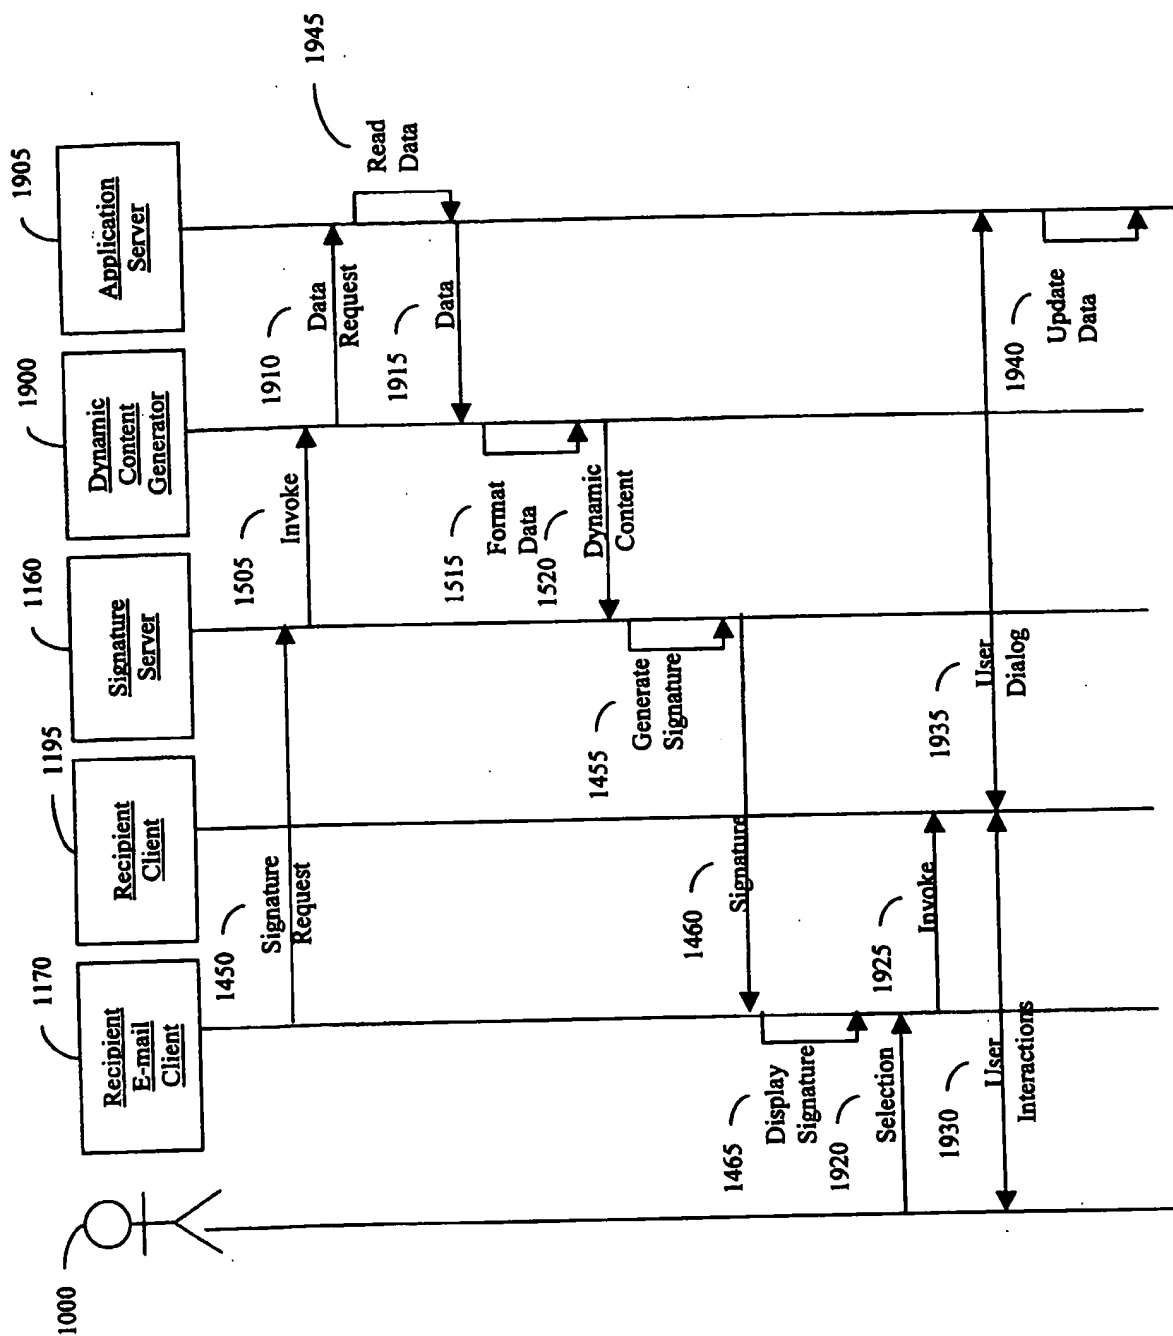 1000
1170
Recipient
E-mail
Client
1195
Recipient
Client
1160
Signature
Server
1900
Dynamic
Content
Generator
1905
Application
Server
1450
Signature
Request
1505
Invoke
1910
Data
Request
1945
Read
Data
1915
Data
1515
Format
Data
1520
Dynamic
Content
1455
Generate
Signature
1460
Signature
1465
Display
Signature
1920
Selection
1925
Invoke
1930
User
Interactions
1935
User
Dialog
1940
Update
Data